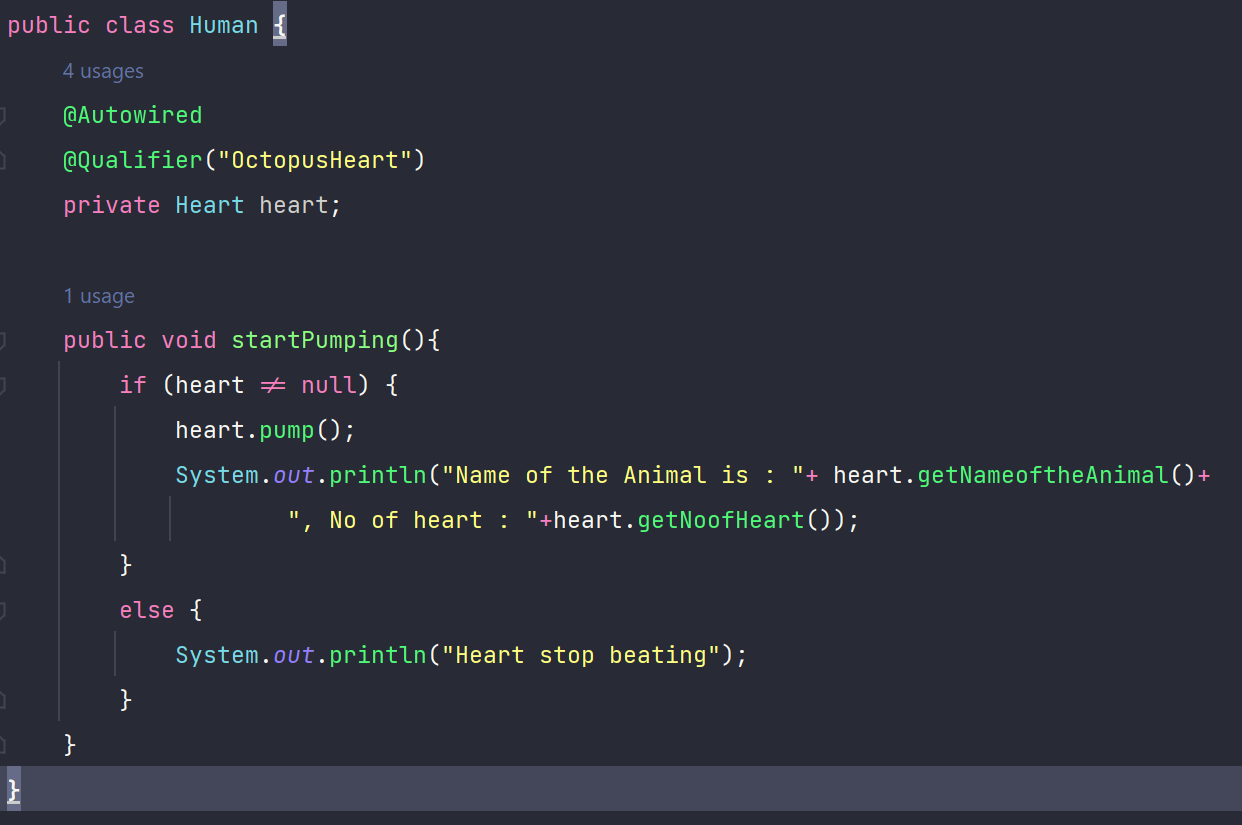 public class Human {
4 usages
@Autowired
@Qualifier("OctopusHeart")
private Heart heart;
1 usage
public void startPumping(){
if (heart ≠ null) {
heart.pump();
System.out.println("Name of the Animal is : "+ heart.getNameoftheAnimal()+
", No of heart : "+heart.getNoofHeart());
}
else {
System.out.println("Heart stop beating");
}
}
}